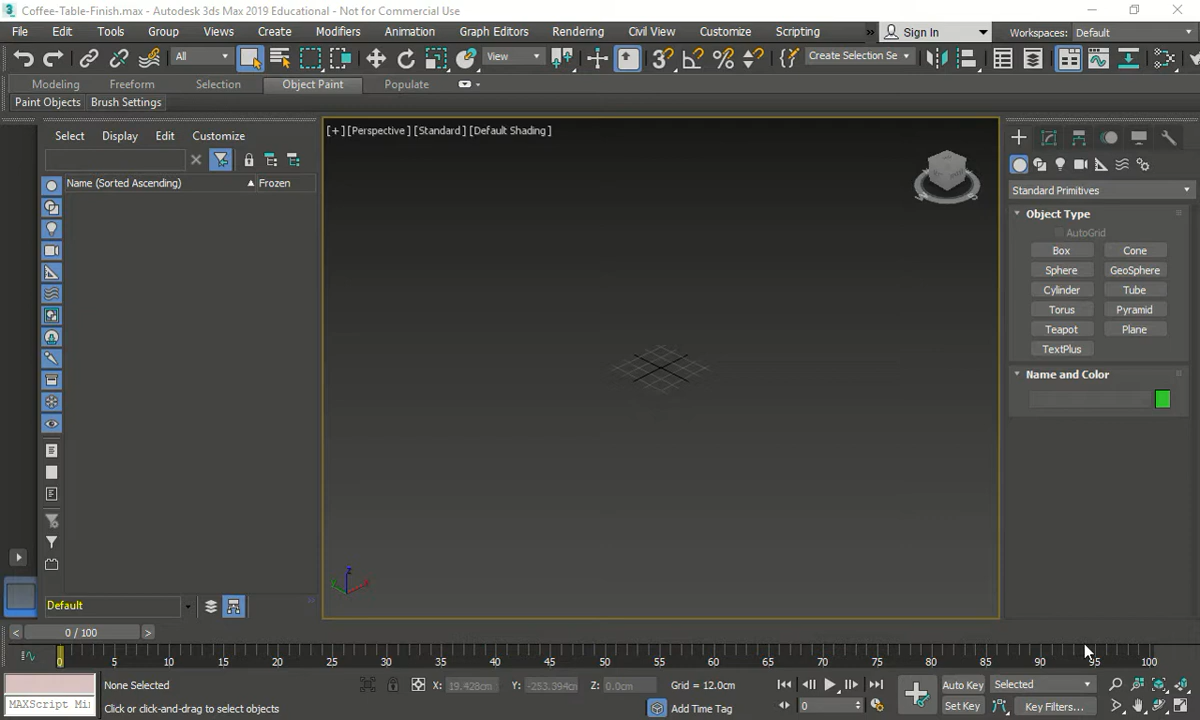 3 Coffee-Table-Finish.max - Autodesk 3ds Max 2019 Educational - Not for Commercial Use
File Edit Tools Group Views Create Modifiers Animation Graph Editors Rendering Civil View Customize Scripting » Sign In Workspaces: Default
All View 3 % Create Selection Se
Modeling Freeform Selection Object Paint Populate
Paint Objects Brush Settings
Select Display Edit Customize
[+] [Perspective] [Standard] [Default Shading]
Name (Sorted Ascending) Frozen
Standard Primitives
Object Type
AutoGrid
Box Cone
Sphere GeoSphere
Cylinder Tube
Torus Pyramid
Teapot Plane
TextPlus
Name and Color
z
x
Default
< 0 / 100 >
0 5 10 15 20 25 30 35 40 45 50 55 60 65 70 75 80 85 90 95 100
None Selected X: 19.428cm Y: -253.394cm Z: 0.0cm Grid = 12.0cm Auto Key Selected
MAXScript Mi Click or click-and-drag to select objects Add Time Tag 0 Set Key Key Filters...